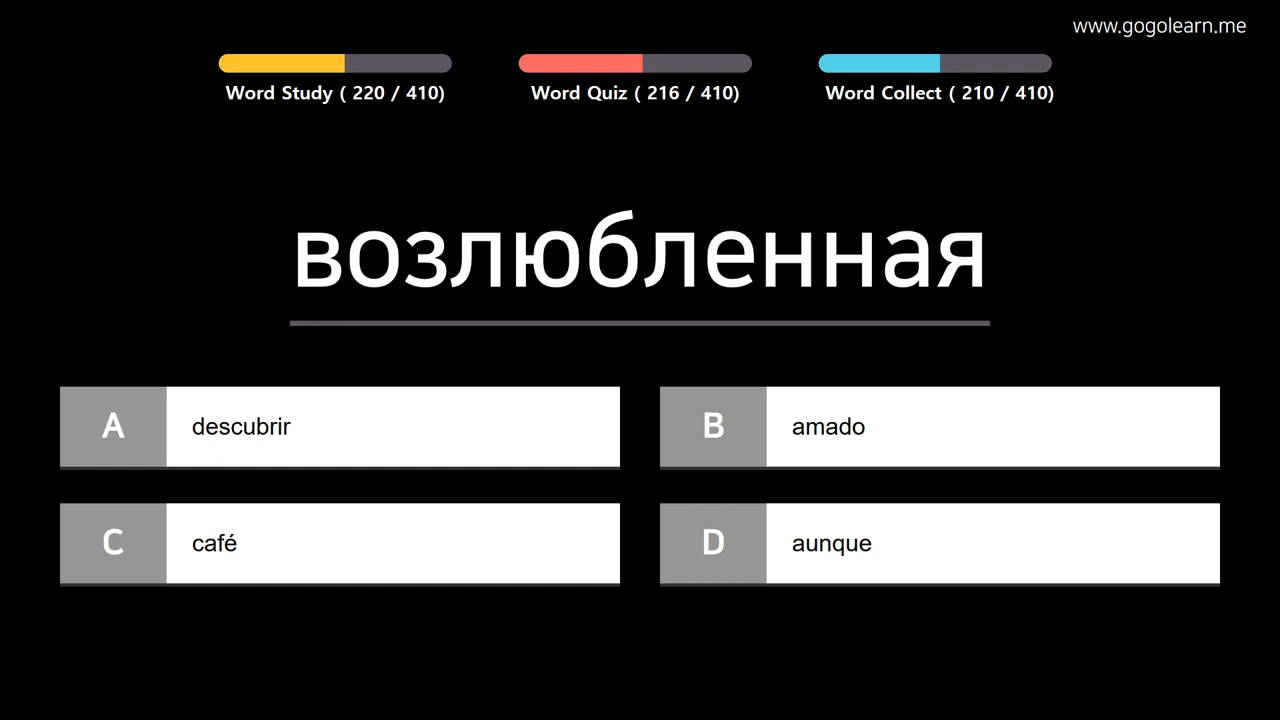 www.gogolearn.me
Word Study ( 220 / 410)
Word Quiz ( 216 / 410)
Word Collect ( 210 / 410)
возлюбленная
A descubrir
B amado
C café
D aunque